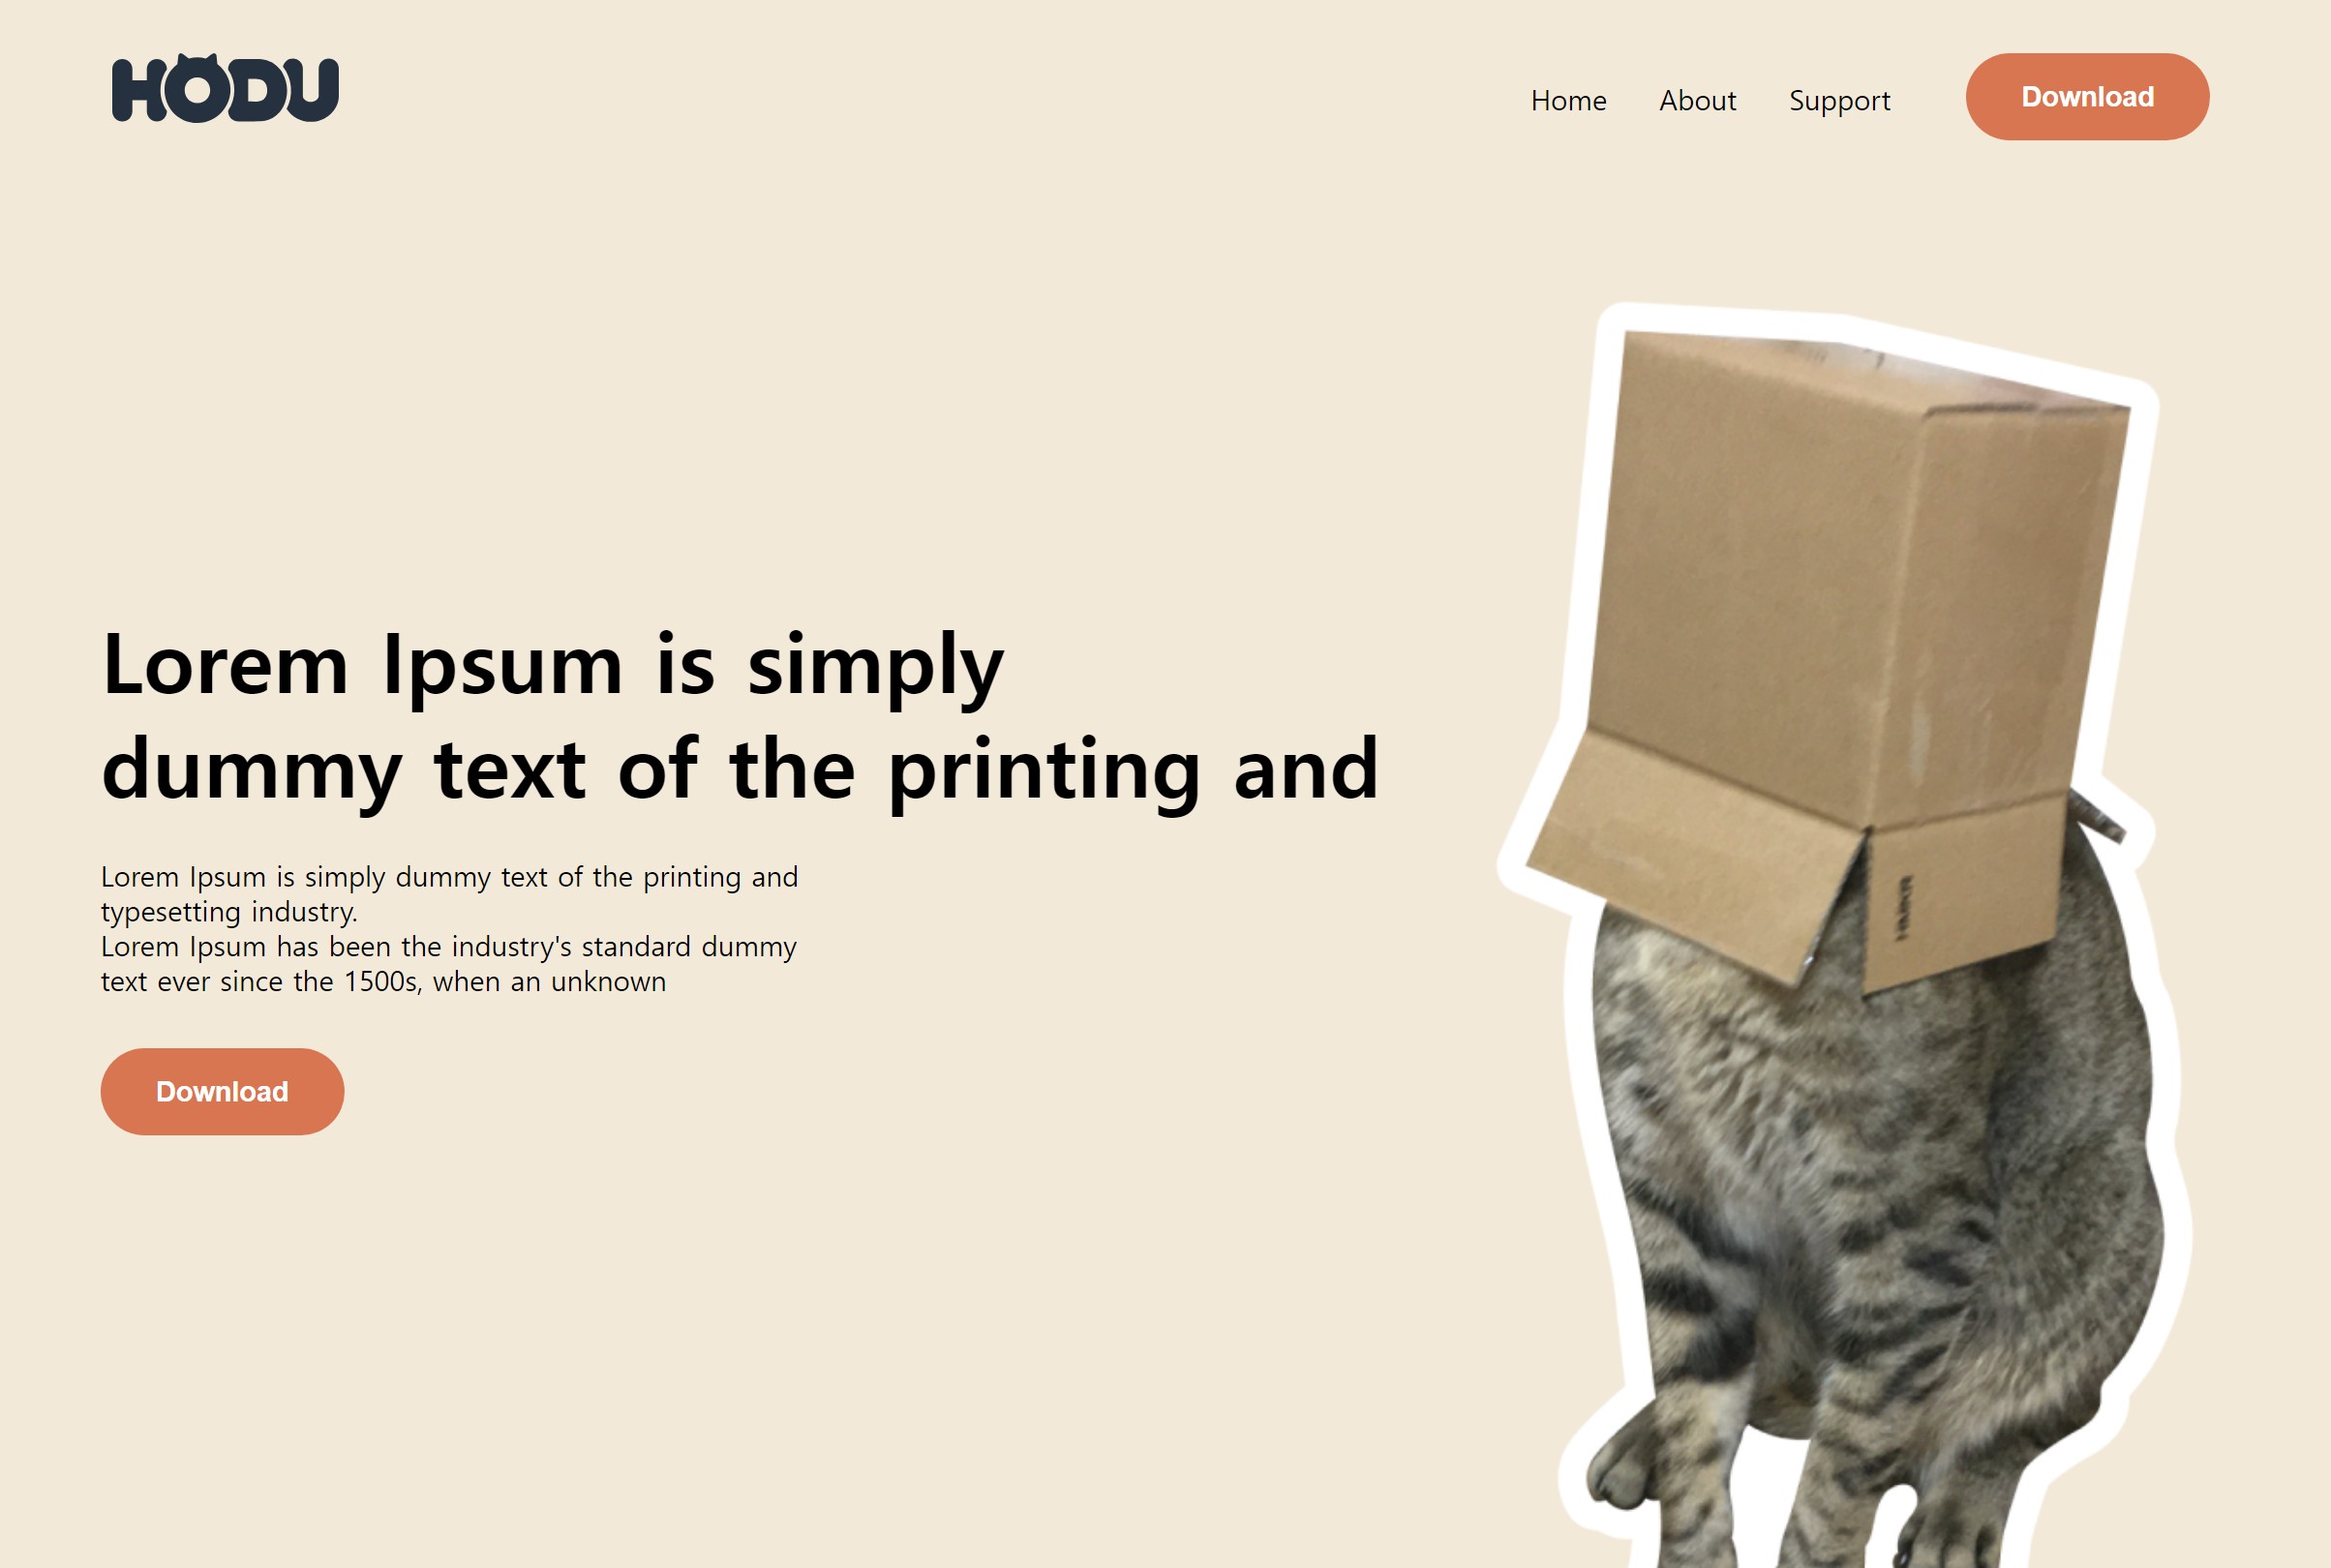 HODU
Home About Support Download
Lorem Ipsum is simply
dummy text of the printing and
Lorem Ipsum is simply dummy text of the printing and
typesetting industry.
Lorem Ipsum has been the industry's standard dummy
text ever since the 1500s, when an unknown
Download